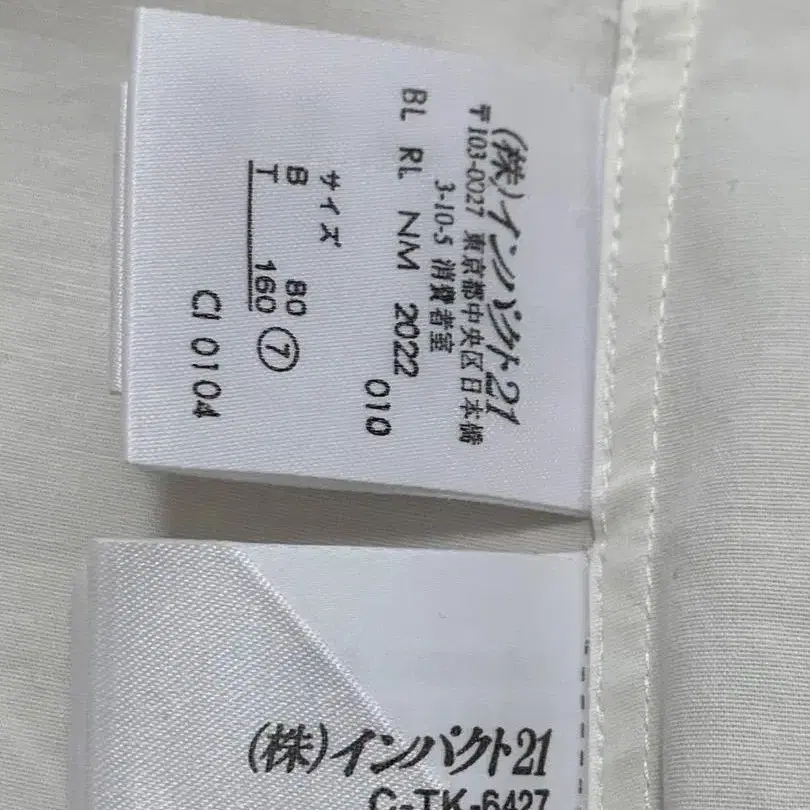 (株)インパクト21
〒103-0027 東京都中央区日本橋
3-10-5 消費者室
BL RL NM 2022
010
サイズ
B 80
T 160 ⑦
CI 0104
(株)インパクト21
C-TK-6427